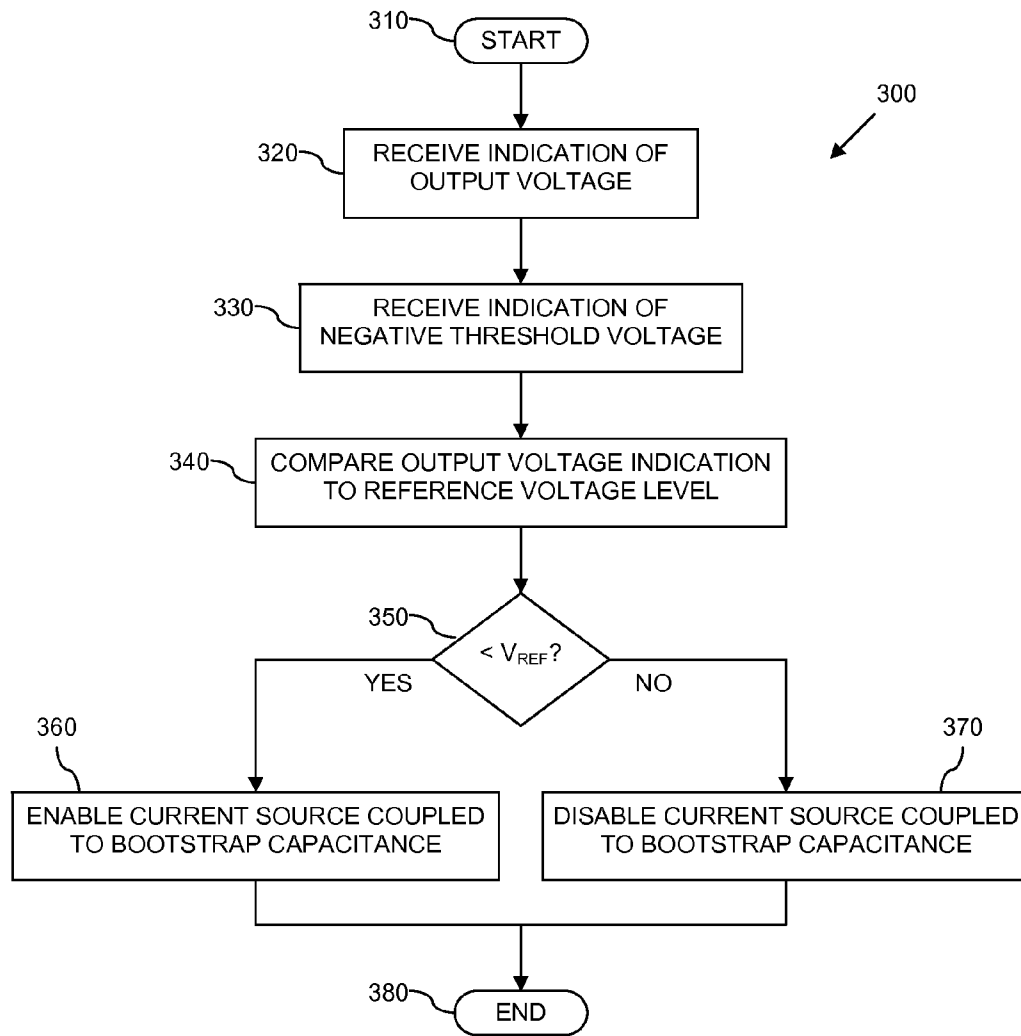 310
START
300
320
RECEIVE INDICATION OF
OUTPUT VOLTAGE
330
RECEIVE INDICATION OF
NEGATIVE THRESHOLD VOLTAGE
340
COMPARE OUTPUT VOLTAGE INDICATION
TO REFERENCE VOLTAGE LEVEL
350
< VREF?
YES
NO
360
370
ENABLE CURRENT SOURCE COUPLED
TO BOOTSTRAP CAPACITANCE
DISABLE CURRENT SOURCE COUPLED
TO BOOTSTRAP CAPACITANCE
380
END